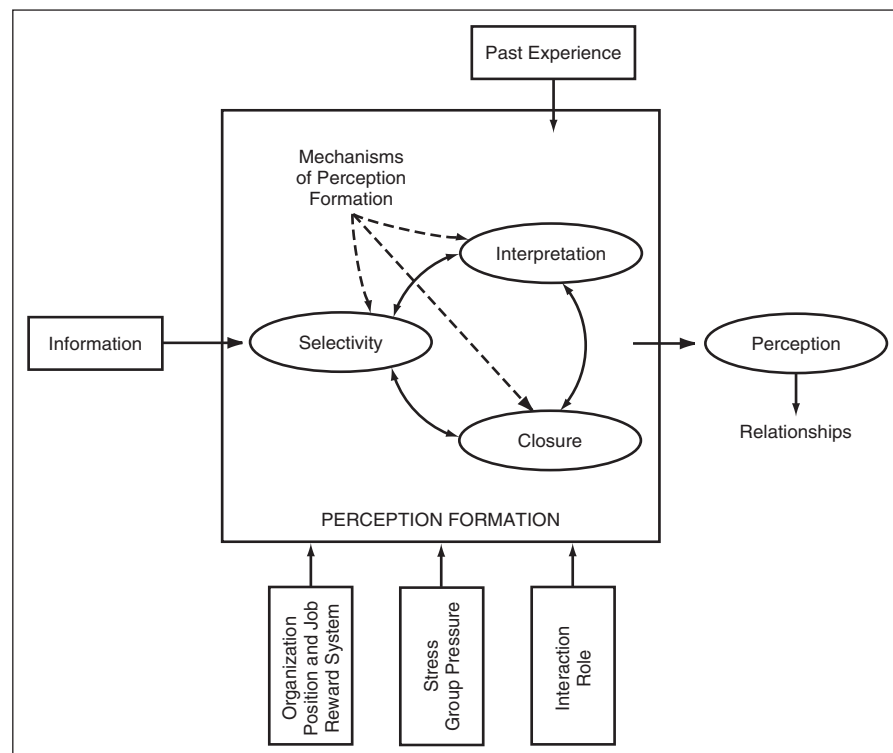 Past Experience
Mechanisms
of Perception
Formation
Interpretation
Information
Selectivity
Perception
Closure
Relationships
PERCEPTION FORMATION
Organization
Position and Job
Reward System
Stress
Group Pressure
Interaction
Role